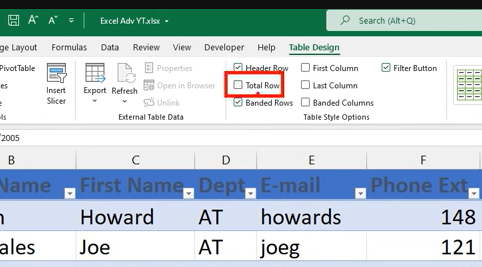 Excel Adv YT.xlsx
Search (Alt+Q)
ge Layout Formulas Data Review View Developer Help Table Design
PivotTable
Insert Slicer
Export
Refresh
Properties
Open in Browser
Unlink
External Table Data
Header Row
Total Row
Banded Rows
First Column
Last Column
Banded Columns
Filter Button
Table Style Options
/2005
B C D E F
Name First Name Dept E-mail Phone Ext
n Howard AT howards 148
ales Joe AT joeg 121